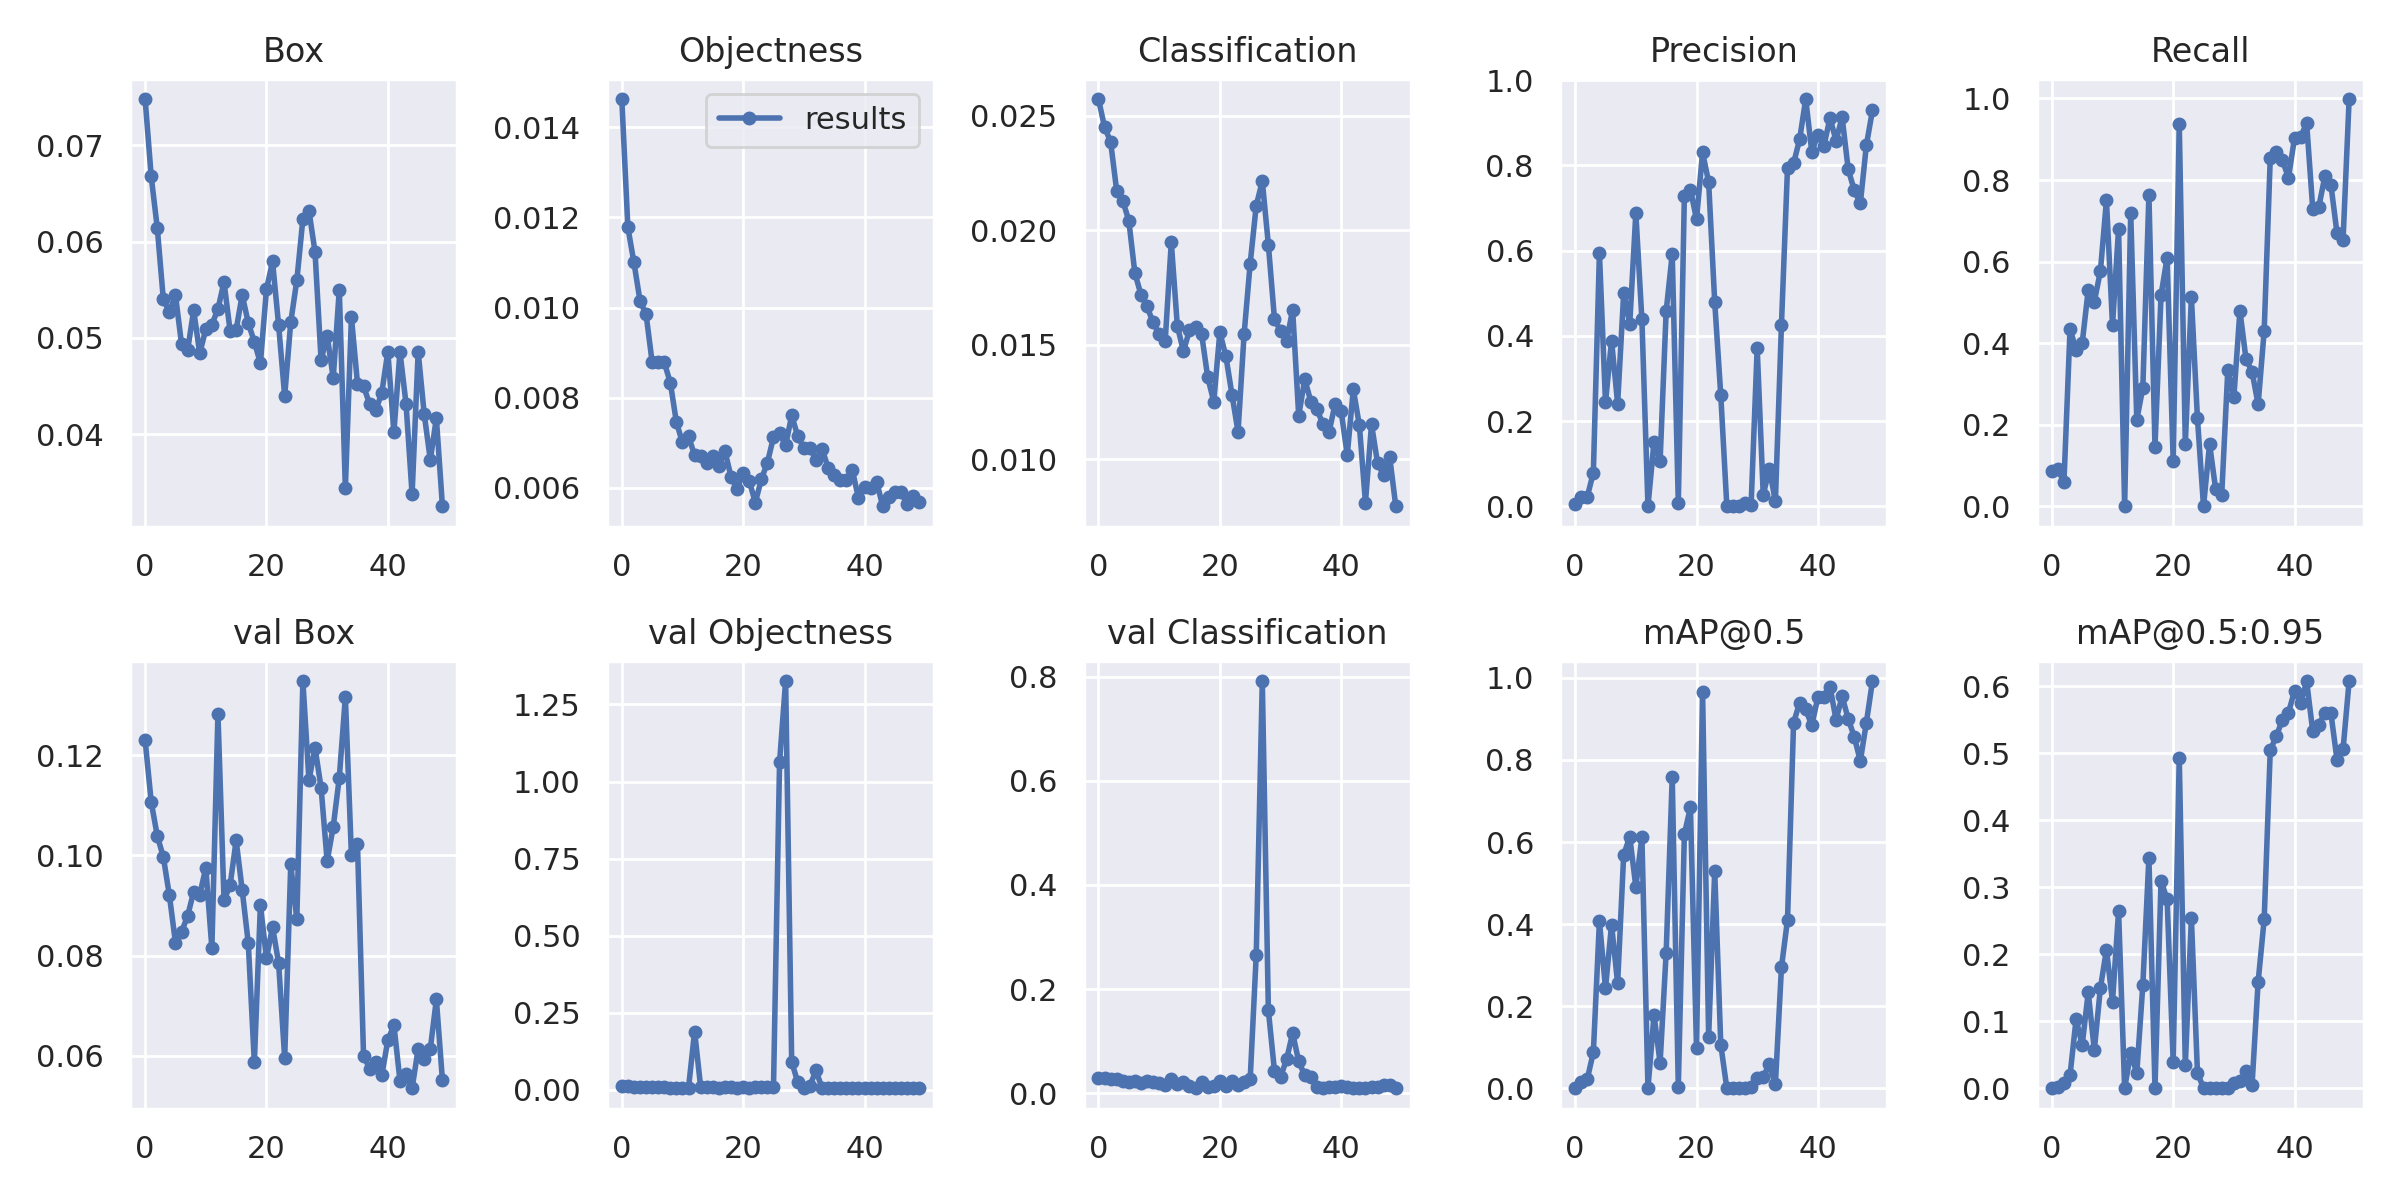 Box
0.07
0.06
0.05
0.04
0 20 40
Objectness
results
0.014
0.012
0.010
0.008
0.006
0 20 40
Classification
0.025
0.020
0.015
0.010
0 20 40
Precision
1.0
0.8
0.6
0.4
0.2
0.0
0 20 40
Recall
1.0
0.8
0.6
0.4
0.2
0.0
0 20 40
val Box
0.12
0.10
0.08
0.06
0 20 40
val Objectness
1.25
1.00
0.75
0.50
0.25
0.00
0 20 40
val Classification
0.8
0.6
0.4
0.2
0.0
0 20 40
mAP@0.5
1.0
0.8
0.6
0.4
0.2
0.0
0 20 40
mAP@0.5:0.95
0.6
0.5
0.4
0.3
0.2
0.1
0.0
0 20 40